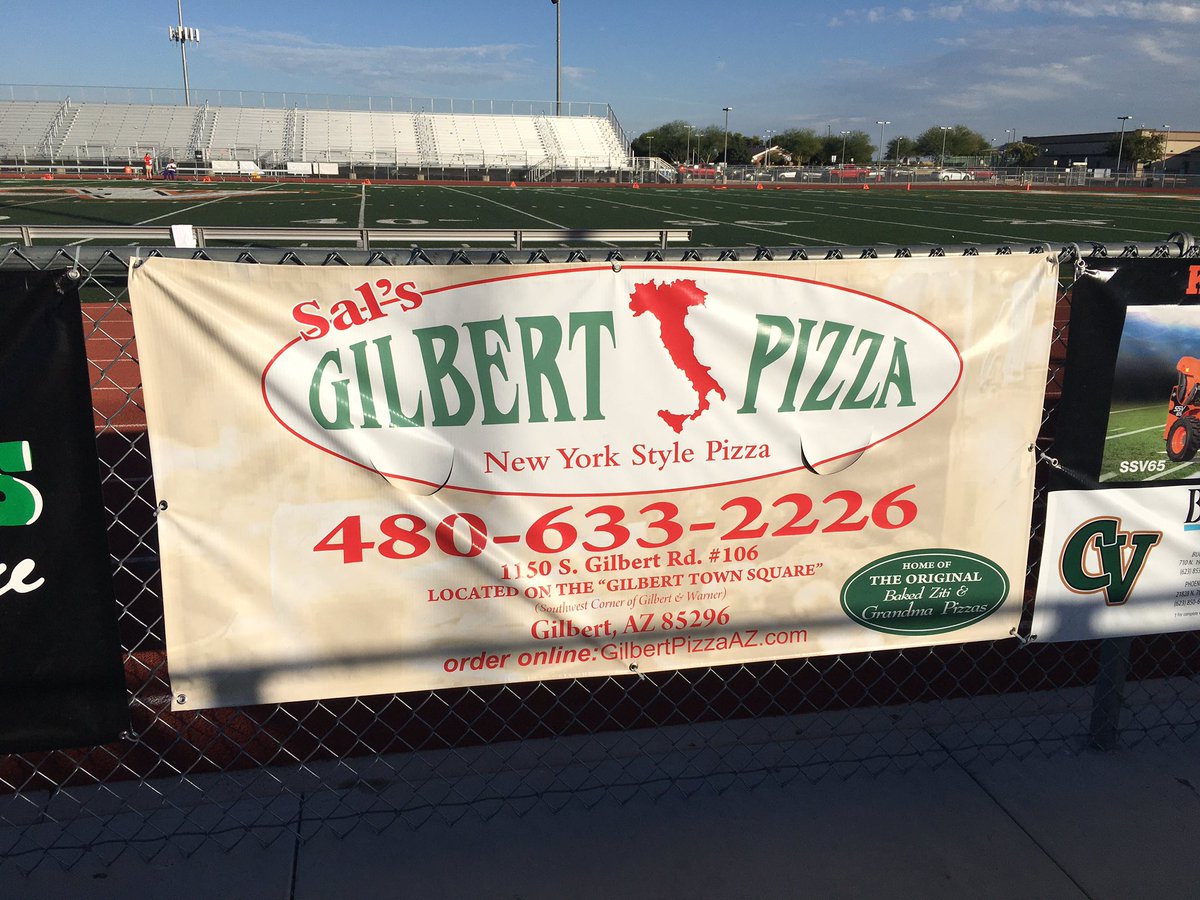 Sal's
GILBERT PIZZA
New York Style Pizza
480-633-2226
1150 S. Gilbert Rd. #106
LOCATED ON THE "GILBERT TOWN SQUARE"
(Southwest Corner of Gilbert & Warner)
Gilbert, AZ 85296
order online:GilbertPizzaAZ.com
HOME OF
THE ORIGINAL
Baked Ziti &
Grandma Pizzas
SSV65
CV